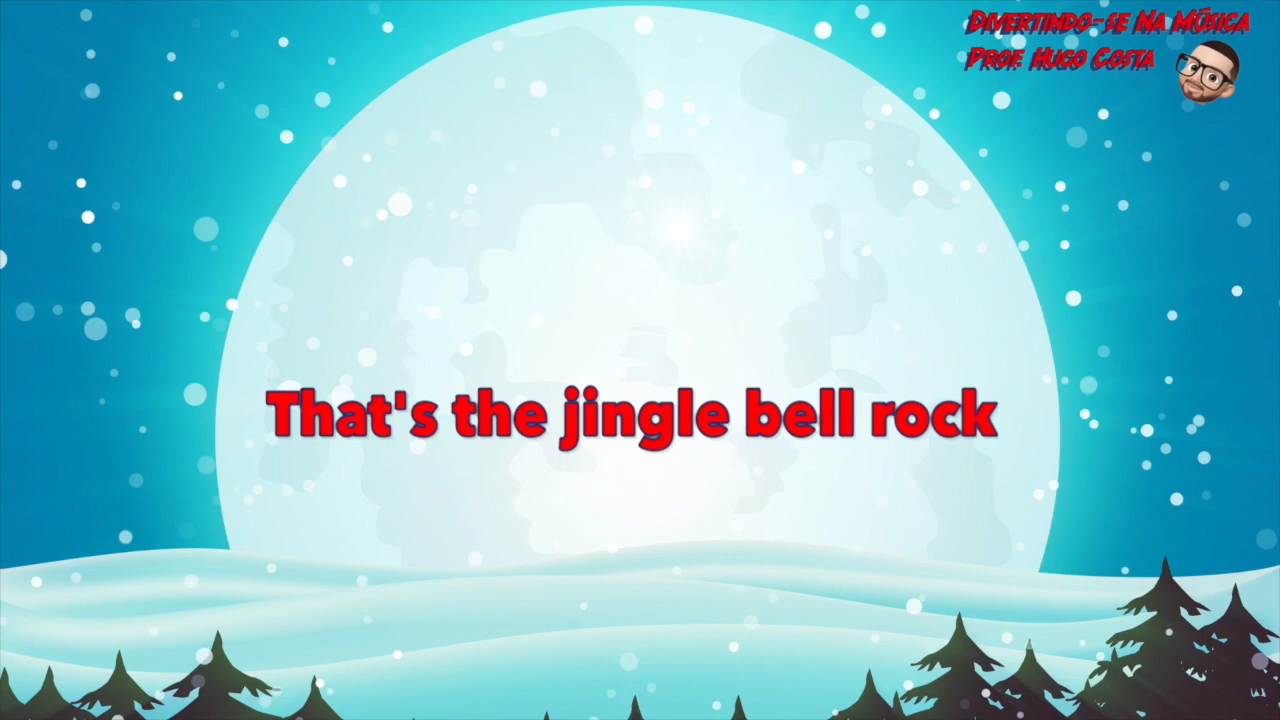 Divertindo-se Na Música
Prof. Hugo Costa
That's the jingle bell rock